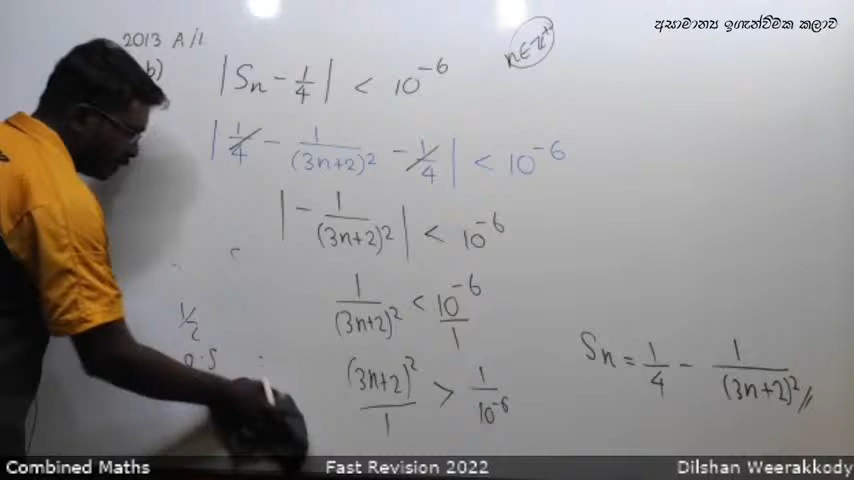 අසාමාන්‍ය ඉගැන්වීමක කලාව
2013 A/L
b)
n∈Z⁺
|Sn - 1/4| < 10⁻⁶
|1/4 - 1/(3n+2)² - 1/4| < 10⁻⁶
|- 1/(3n+2)²| < 10⁻⁶
1/(3n+2)² < 10⁻⁶/1
1/2
0.5
(3n+2)²/1 > 1/10⁻⁶
Sn = 1/4 - 1/(3n+2)² //
Combined Maths
Fast Revision 2022
Dilshan Weerakkody